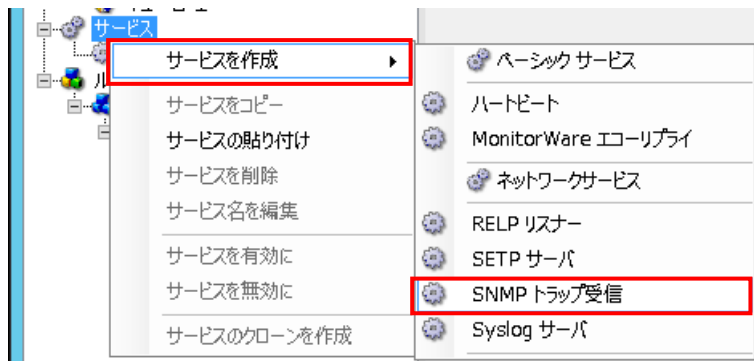 サービス
サービスを作成
サービスをコピー
サービスの貼り付け
サービスを削除
サービス名を編集
サービスを有効に
サービスを無効に
サービスのクローンを作成
ベーシック サービス
ハートビート
MonitorWare エコーリプライ
ネットワークサービス
RELP リスナー
SETP サーバ
SNMP トラップ受信
Syslog サーバ